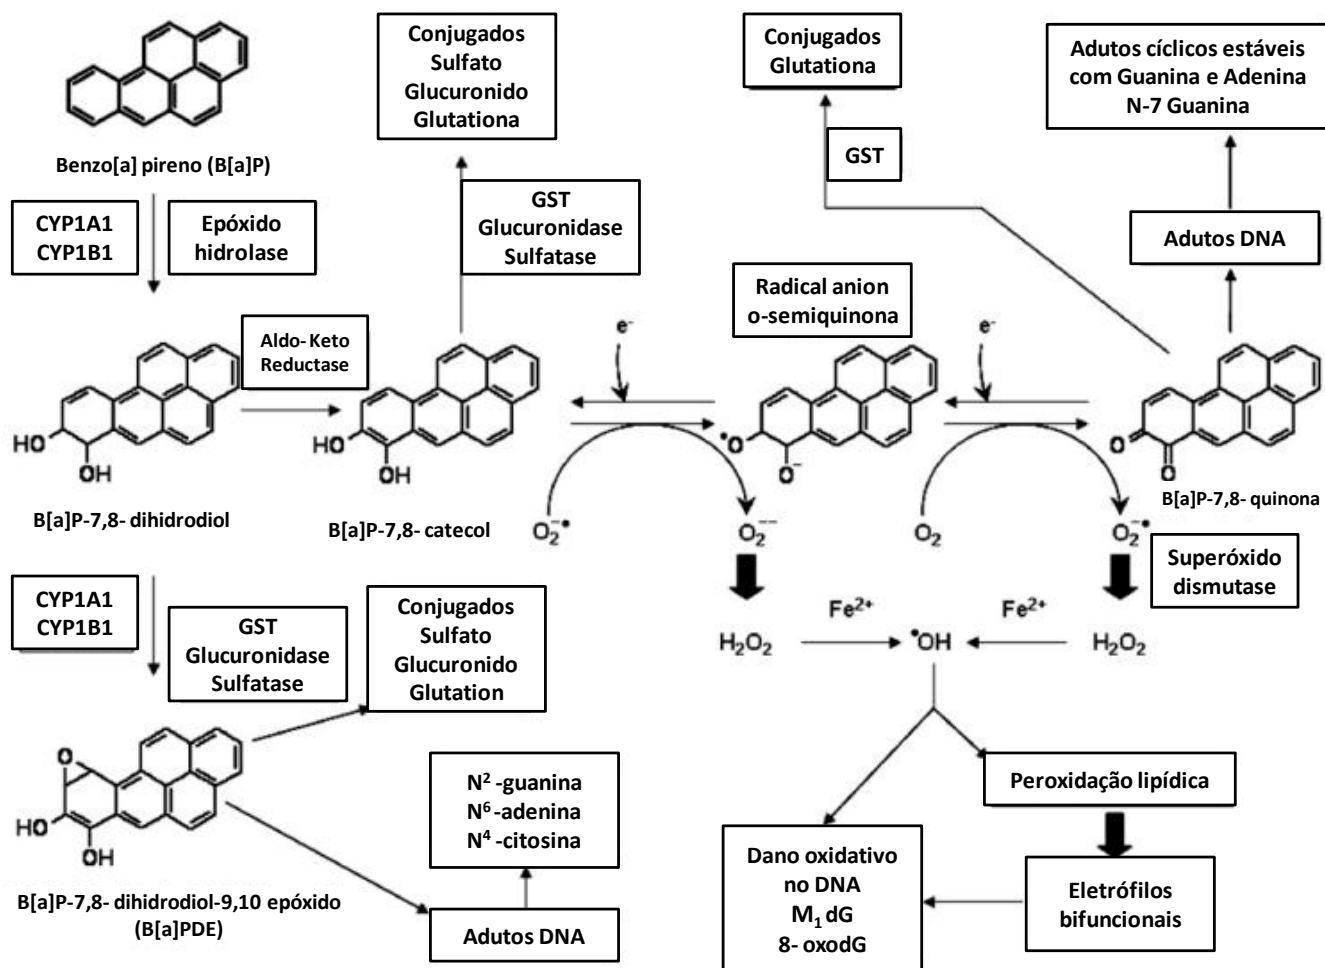 Conjugados
Sulfato
Glucuronido
Glutationa
Conjugados
Glutationa
Adutos cíclicos estáveis
com Guanina e Adenina
N-7 Guanina
Benzo[a] pireno (B[a]P)
GST
CYP1A1
CYP1B1
Epóxido
hidrolase
GST
Glucuronidase
Sulfatase
Adutos DNA
Radical anion
o-semiquinona
Aldo- Keto
Reductase
e-
e-
HO
OH
HO
OH
•O
O-
O
O
B[a]P-7,8- dihidrodiol
B[a]P-7,8- catecol
B[a]P-7,8- quinona
O2-•
O2--
O2
O2-•
Superóxido
dismutase
CYP1A1
CYP1B1
GST
Glucuronidase
Sulfatase
Conjugados
Sulfato
Glucuronido
Glutation
Fe2+
Fe2+
H2O2
•OH
H2O2
O
HO
OH
N2 -guanina
N6 -adenina
N4 -citosina
Peroxidação lipídica
Dano oxidativo
no DNA
M1 dG
8- oxodG
Eletrófilos
bifuncionais
B[a]P-7,8- dihidrodiol-9,10 epóxido
(B[a]PDE)
Adutos DNA